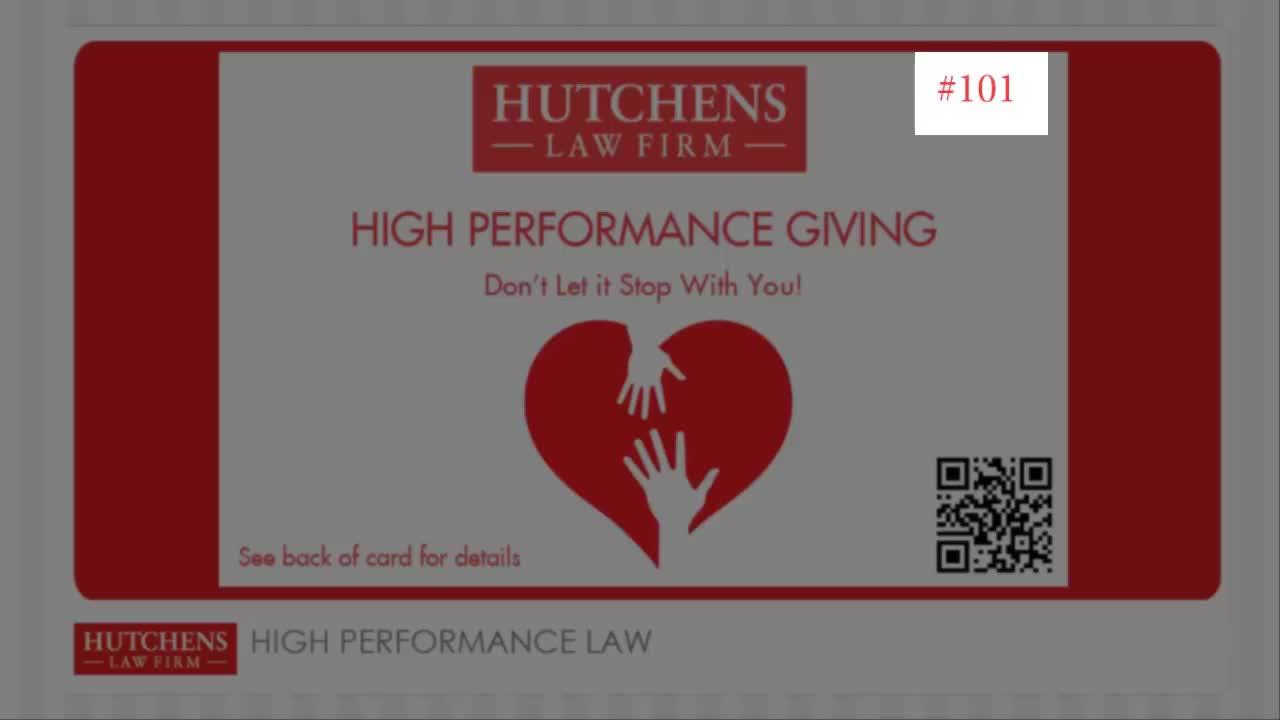 #101
HUTCHENS
LAW FIRM
HIGH PERFORMANCE GIVING
Don't Let it Stop With You!
See back of card for details
HUTCHENS
LAW FIRM
HIGH PERFORMANCE LAW